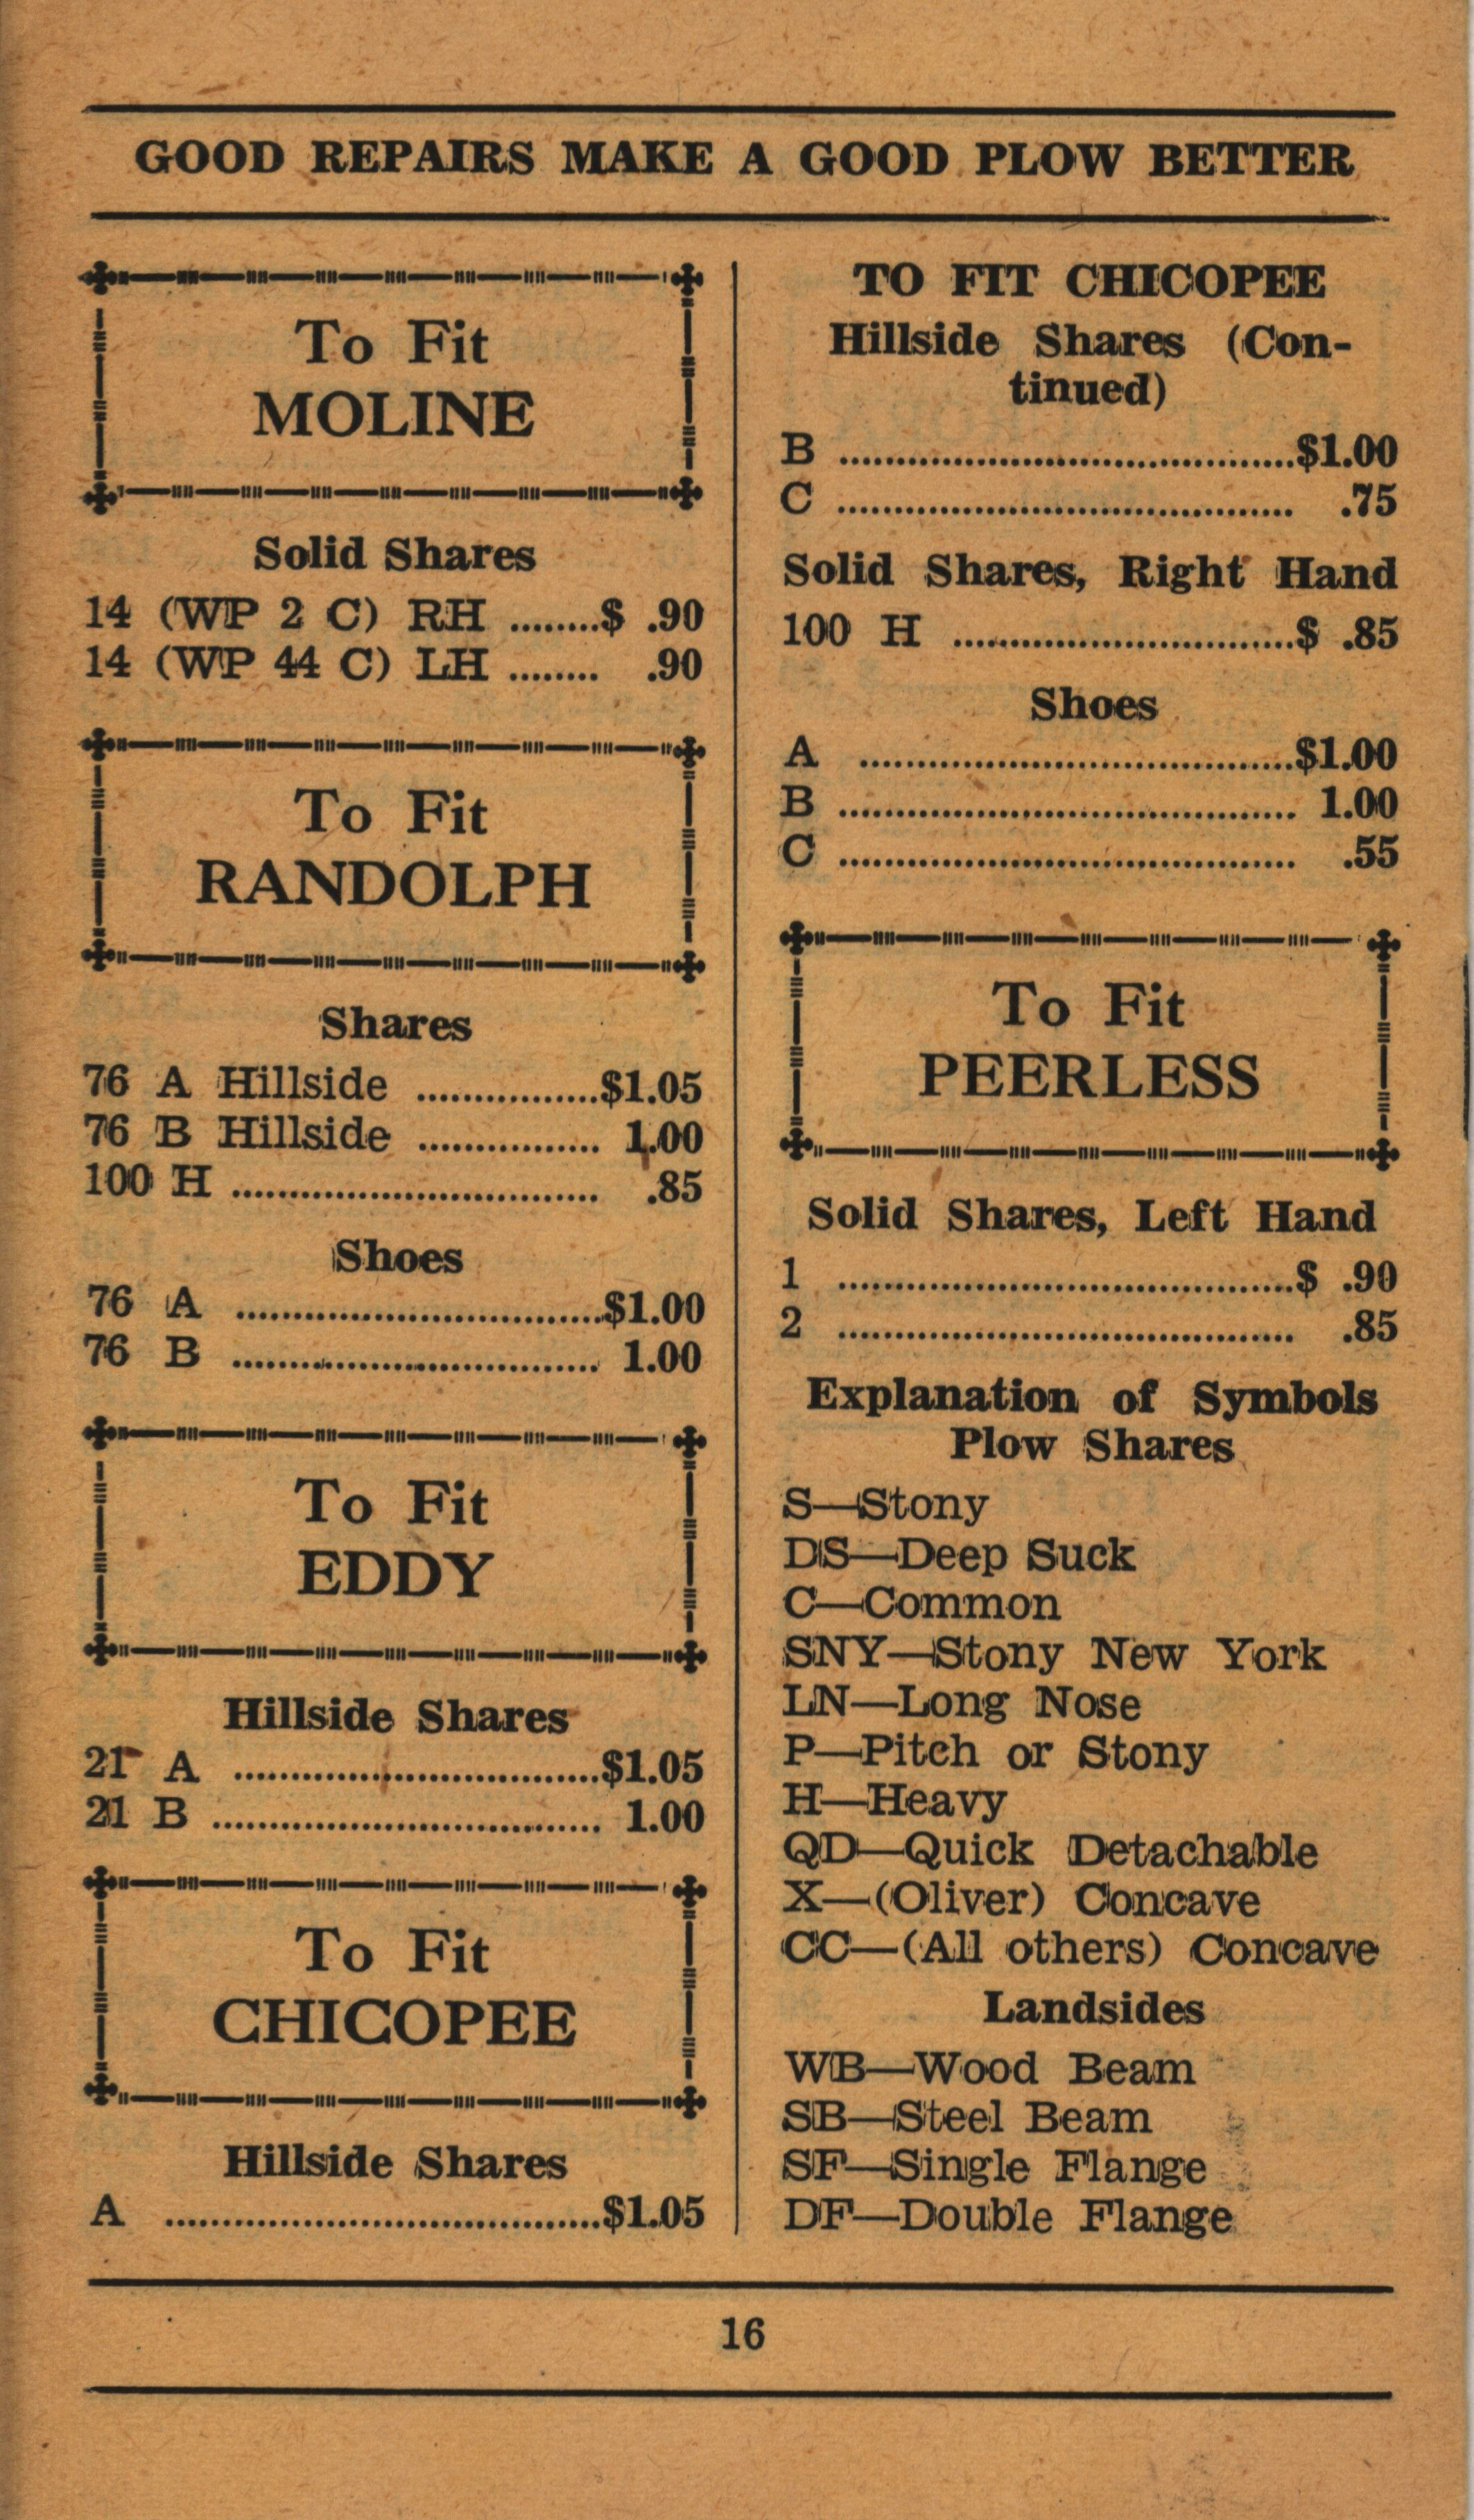 GOOD REPAIRS MAKE A GOOD PLOW BETTER
To Fit
MOLINE
Solid Shares
14 (WP 2 C) RH ........$ .90
14 (WP 44 C) LH ........ .90
To Fit
RANDOLPH
Shares
76 A Hillside ................$1.05
76 B Hillside ................ 1.00
100 H ................................ .85
Shoes
76 A ................................$1.00
76 B ................................ 1.00
To Fit
EDDY
Hillside Shares
21 A ................................$1.05
21 B .................................. 1.00
To Fit
CHICOPEE
Hillside Shares
A ......................................$1.05
TO FIT CHICOPEE
Hillside Shares (Con-
tinued)
B ........................................$1.00
C ........................................ .75
Solid Shares, Right Hand
100 H ..............................$ .85
Shoes
A ......................................$1.00
B ........................................ 1.00
C ........................................ .55
To Fit
PEERLESS
Solid Shares, Left Hand
1 ........................................$ .90
2 ........................................ .85
Explanation of Symbols
Plow Shares
S—Stony
DS—Deep Suck
C—Common
SNY—Stony New York
LN—Long Nose
P—Pitch or Stony
H—Heavy
QD—Quick Detachable
X—(Oliver) Concave
CC—(All others) Concave
Landsides
WB—Wood Beam
SB—Steel Beam
SF—Single Flange
DF—Double Flange
16